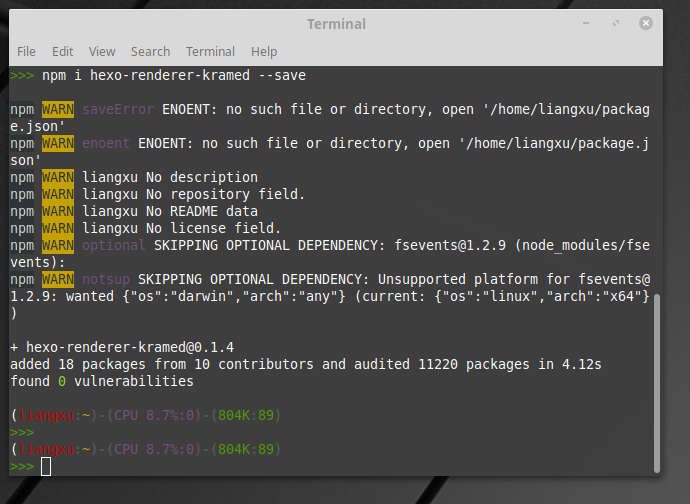 Terminal
File Edit View Search Terminal Help
>>> npm i hexo-renderer-kramed --save
npm WARN saveError ENOENT: no such file or directory, open '/home/liangxu/packag
e.json'
npm WARN enoent ENOENT: no such file or directory, open '/home/liangxu/package.j
son'
npm WARN liangxu No description
npm WARN liangxu No repository field.
npm WARN liangxu No README data
npm WARN liangxu No license field.
npm WARN optional SKIPPING OPTIONAL DEPENDENCY: fsevents@1.2.9 (node_modules/fse
vents):
npm WARN notsup SKIPPING OPTIONAL DEPENDENCY: Unsupported platform for fsevents@
1.2.9: wanted {"os":"darwin","arch":"any"} (current: {"os":"linux","arch":"x64"}
)
+ hexo-renderer-kramed@0.1.4
added 18 packages from 10 contributors and audited 11220 packages in 4.12s
found 0 vulnerabilities
(liangxu:~)-(CPU 8.7%:0)-(804K:89)
>>>
(liangxu:~)-(CPU 8.7%:0)-(804K:89)
>>>